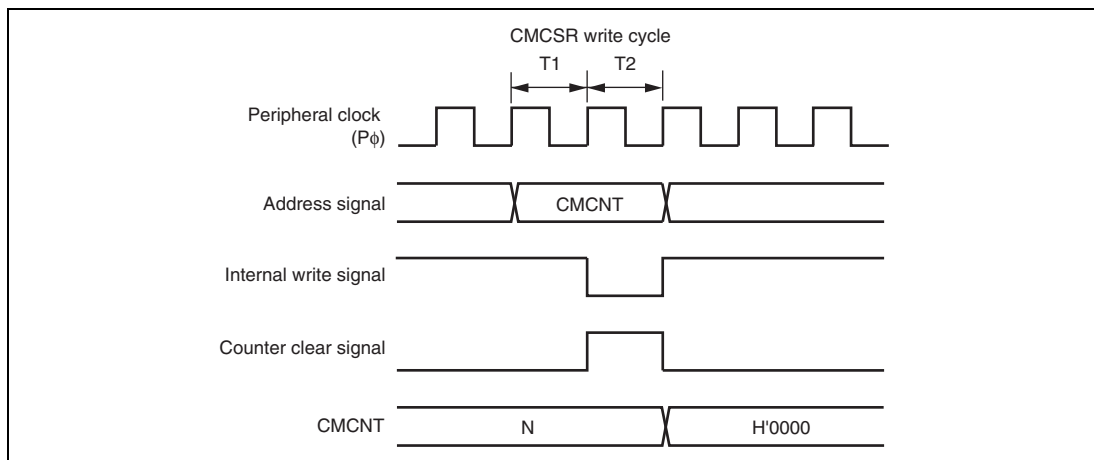 CMCSR write cycle
T1 T2
Peripheral clock
(Pϕ)
Address signal CMCNT
Internal write signal
Counter clear signal
CMCNT N H'0000